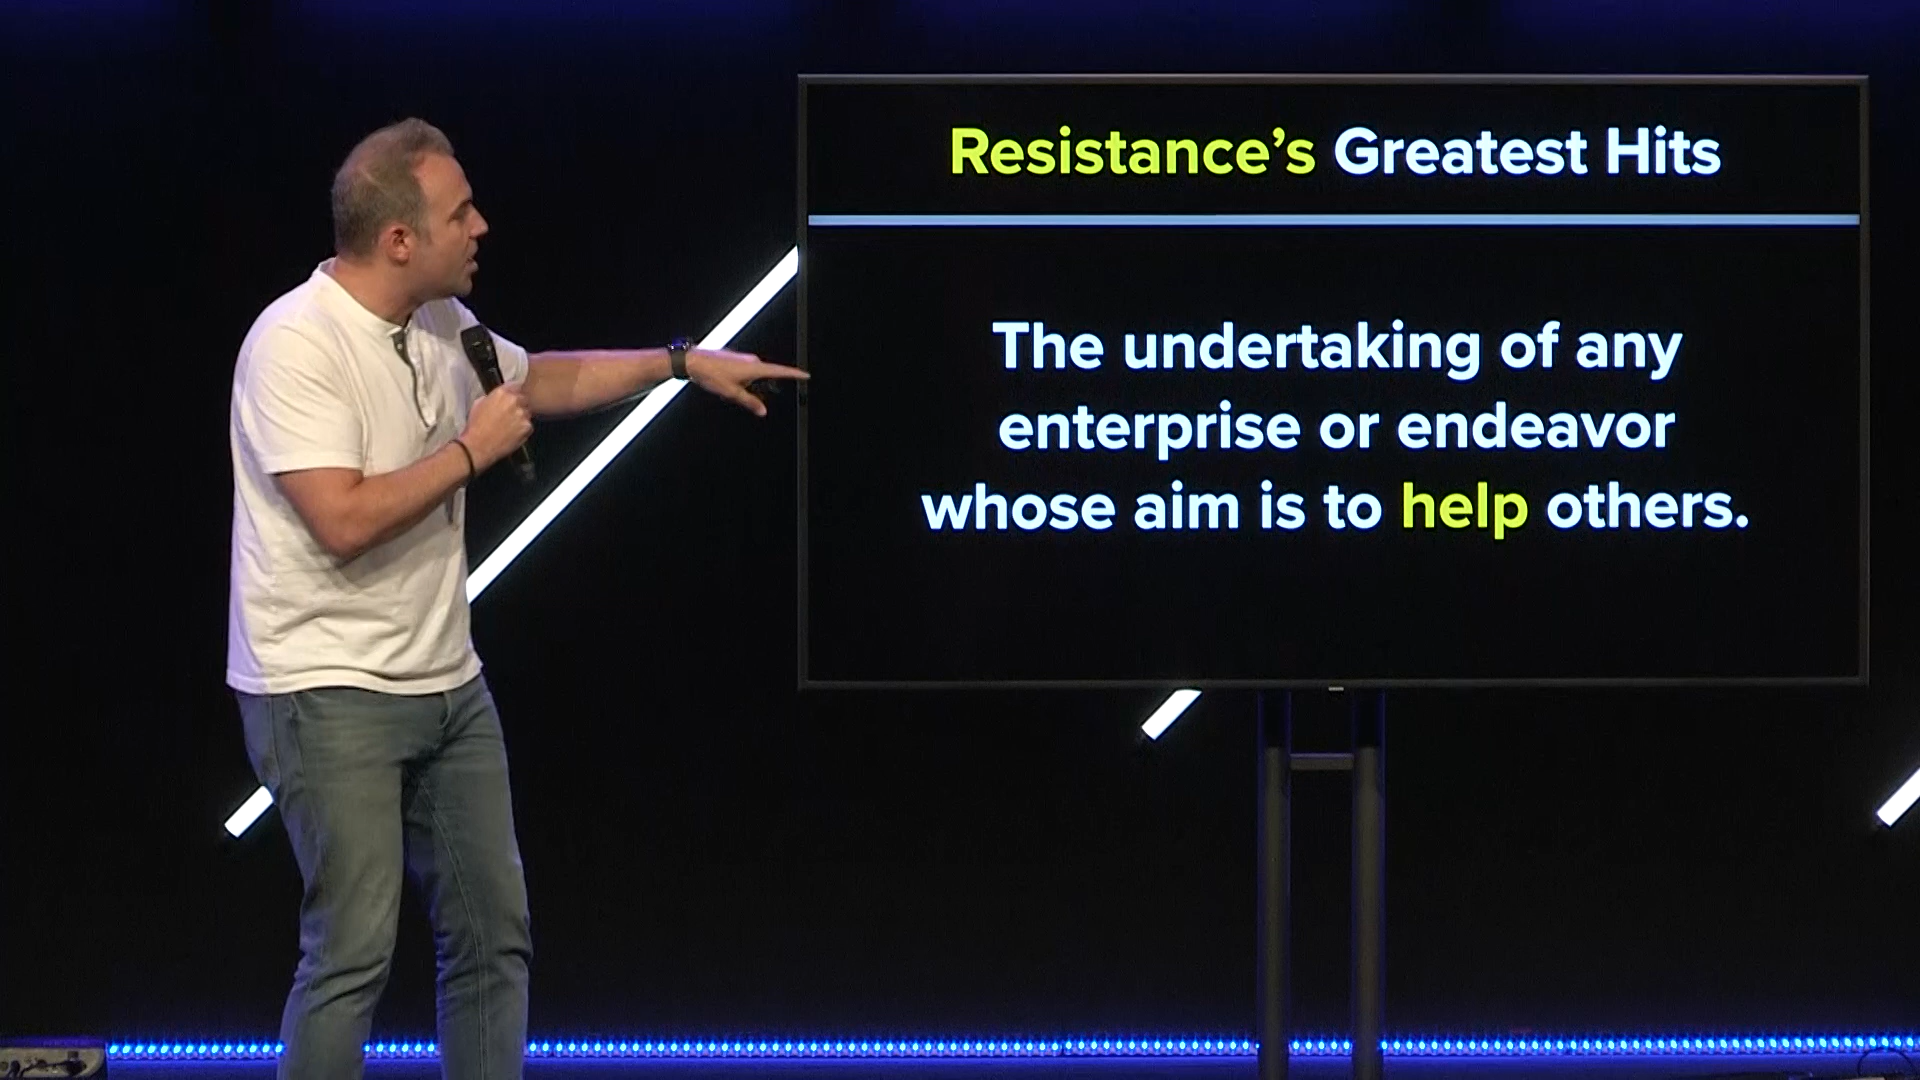 Resistance’s Greatest Hits
The undertaking of any
enterprise or endeavor
whose aim is to help others.